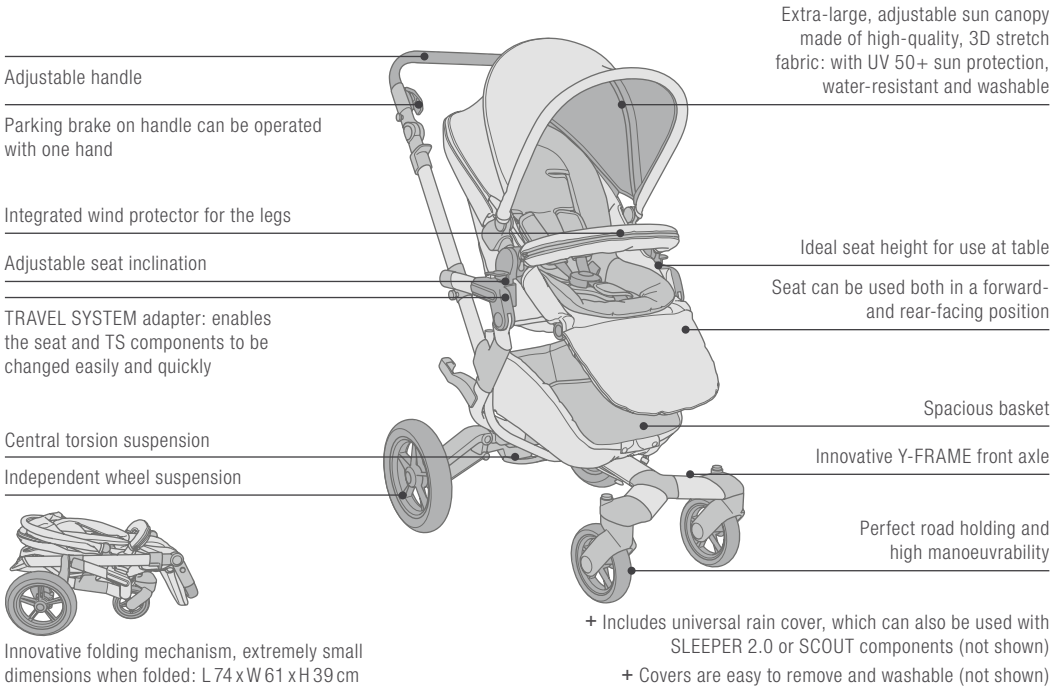 Adjustable handle
Parking brake on handle can be operated
with one hand
Integrated wind protector for the legs
Adjustable seat inclination
TRAVEL SYSTEM adapter: enables
the seat and TS components to be
changed easily and quickly
Central torsion suspension
Independent wheel suspension
Innovative folding mechanism, extremely small
dimensions when folded: L 74 x W 61 x H 39 cm
Extra-large, adjustable sun canopy
made of high-quality, 3D stretch
fabric: with UV 50+ sun protection,
water-resistant and washable
Ideal seat height for use at table
Seat can be used both in a forward-
and rear-facing position
Spacious basket
Innovative Y-FRAME front axle
Perfect road holding and
high manoeuvrability
+ Includes universal rain cover, which can also be used with
SLEEPER 2.0 or SCOUT components (not shown)
+ Covers are easy to remove and washable (not shown)